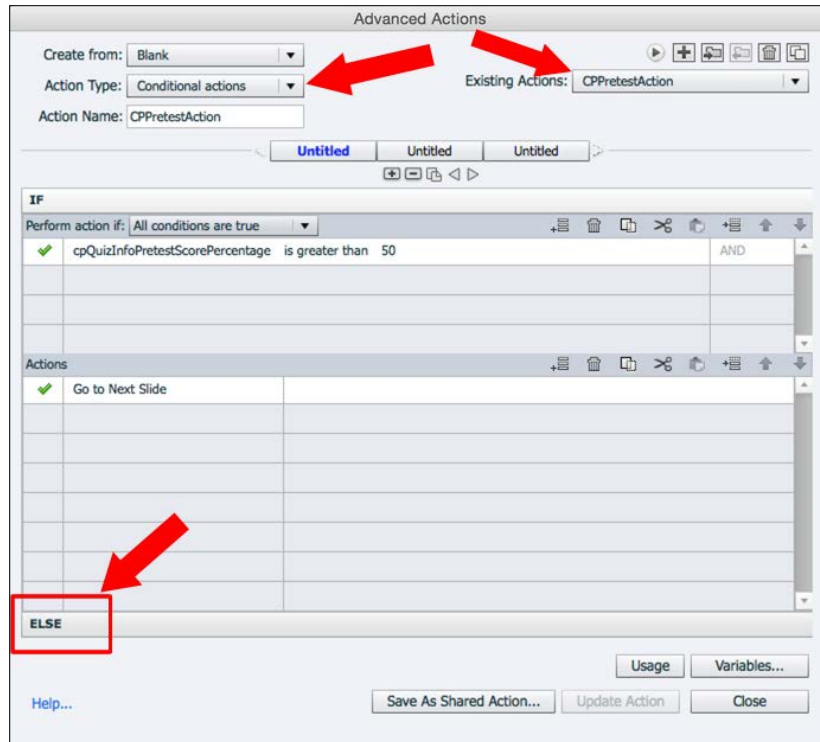 Advanced Actions
Create from: Blank
Action Type: Conditional actions
Existing Actions: CPPretestAction
Action Name: CPPretestAction
Untitled Untitled Untitled
IF
Perform action if: All conditions are true
cpQuizInfoPretestScorePercentage is greater than 50 AND
Actions
Go to Next Slide
ELSE
Usage Variables...
Help... Save As Shared Action... Update Action Close